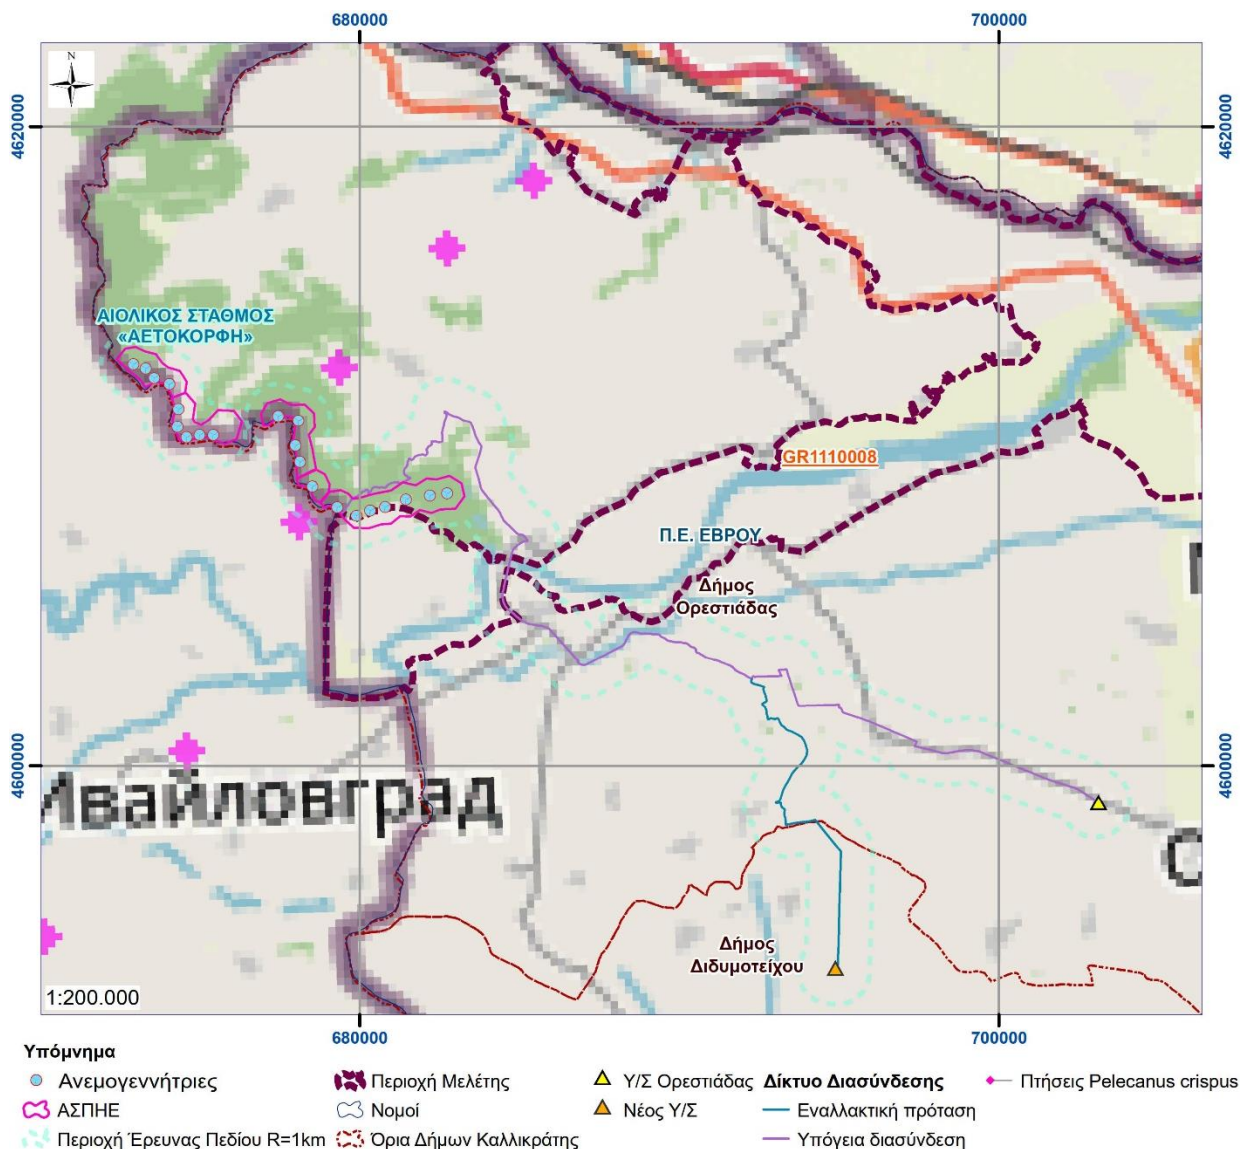 680000
700000
N
4620000
4620000
ΑΙΟΛΙΚΟΣ ΣΤΑΘΜΟΣ
«ΑΕΤΟΚΟΡΦΗ»
GR1110008
Π.Ε. ΕΒΡΟΥ
Δήμος
Ορεστιάδας
4600000
4600000
Ивайловград
Δήμος
Διδυμοτείχου
1:200.000
680000
700000
Υπόμνημα
Ανεμογεννήτριες
ΑΣΠΗΕ
Περιοχή Έρευνας Πεδίου R=1km
Περιοχή Μελέτης
Νομοί
Όρια Δήμων Καλλικράτης
Υ/Σ Ορεστιάδας
Νέος Υ/Σ
Δίκτυο Διασύνδεσης
Εναλλακτική πρόταση
Υπόγεια διασύνδεση
Πτήσεις Pelecanus crispus